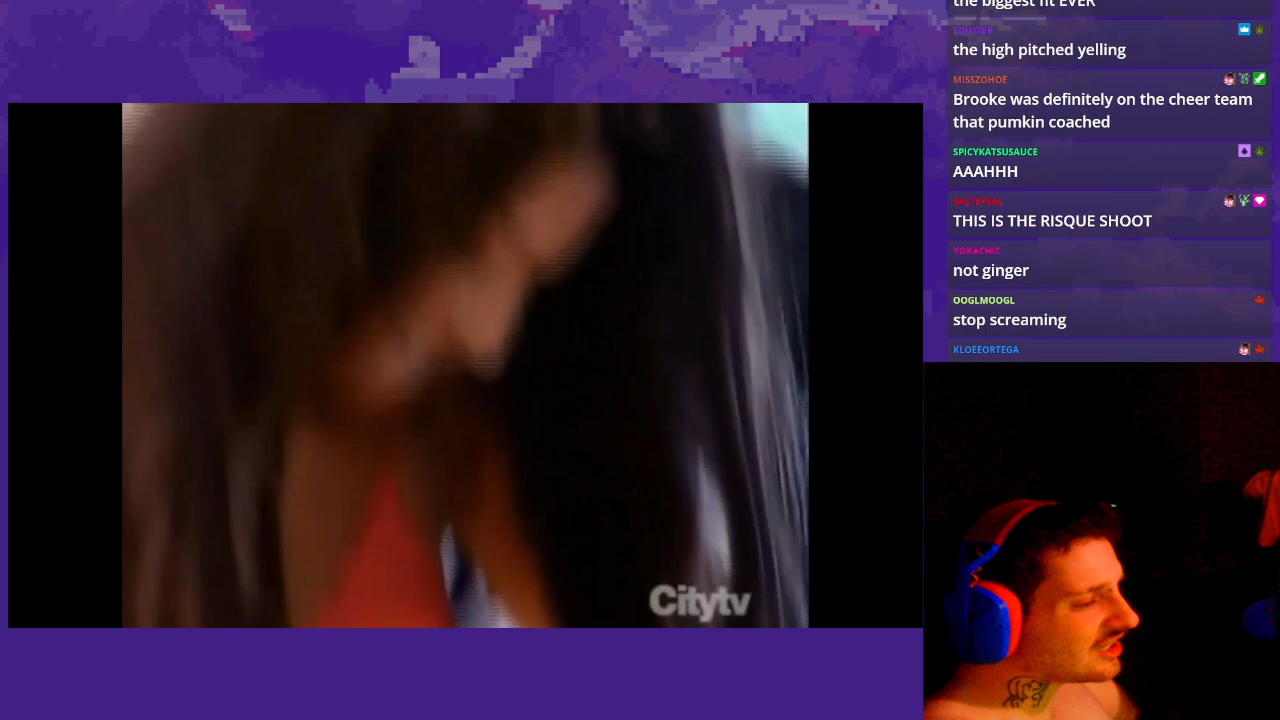 the biggest fit EVER
the high pitched yelling
MISSZOHOE
Brooke was definitely on the cheer team
that pumkin coached
SPICYKATSUSAUCE
AAAHHH
SALTEYYAL
THIS IS THE RISQUE SHOOT
YOKACHIC
not ginger
OOGLMOOGL
stop screaming
KLOEEORTEGA
Citytv